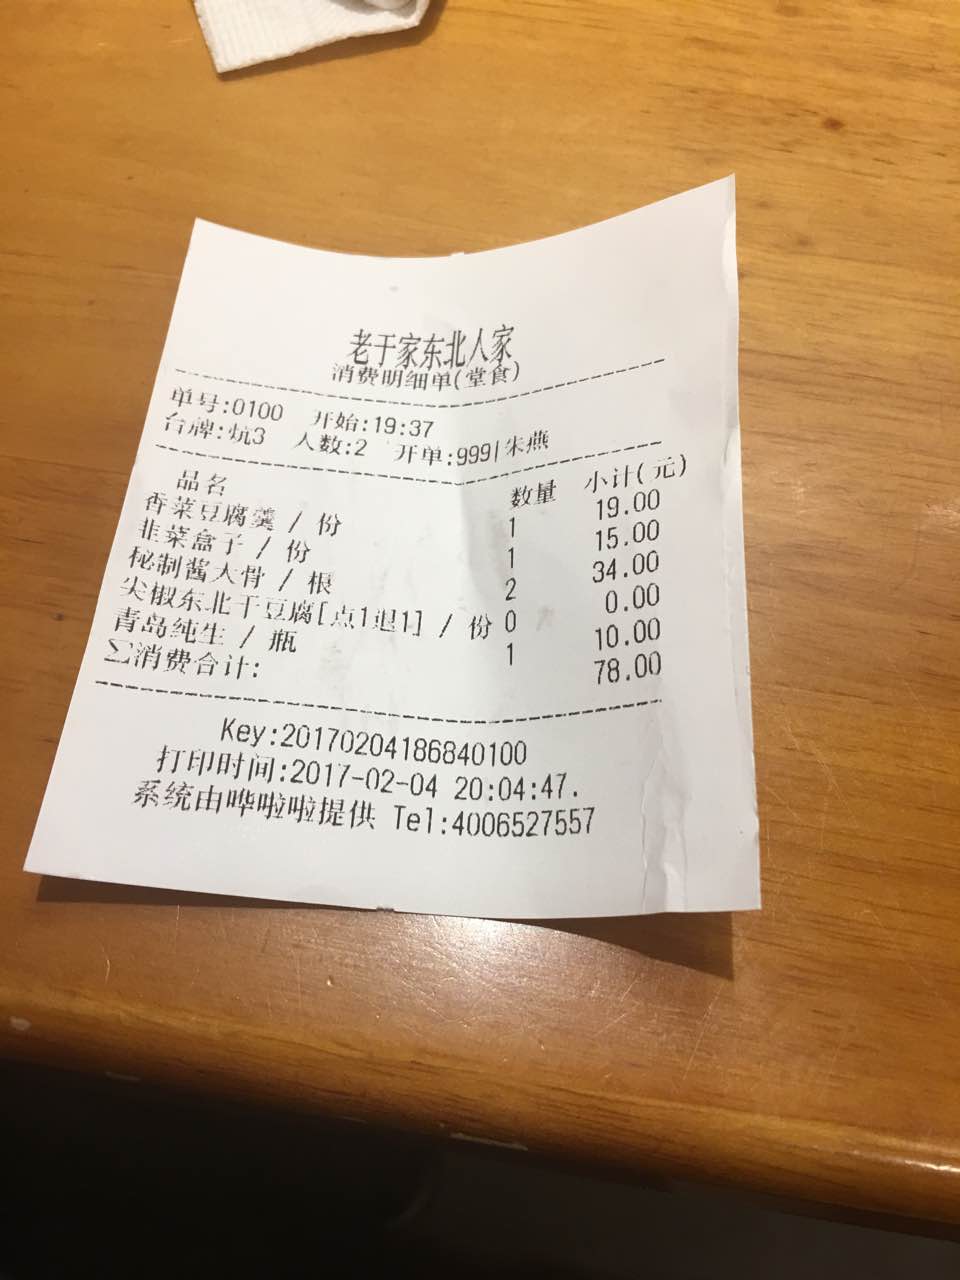 老于家东北人家
消费明细单(堂食)
单号:0100 开始:19:37
台牌:炕3 人数:2 开单:999|朱燕
品名 数量 小计(元)
香菜豆腐羹 / 份 1 19.00
韭菜盒子 / 份 1 15.00
秘制酱大骨 / 根 2 34.00
尖椒东北干豆腐[点1退1] / 份 0 0.00
青岛纯生 / 瓶 1 10.00
∑消费合计: 78.00
Key:20170204186840100
打印时间:2017-02-04 20:04:47.
系统由哗啦啦提供 Tel:4006527557